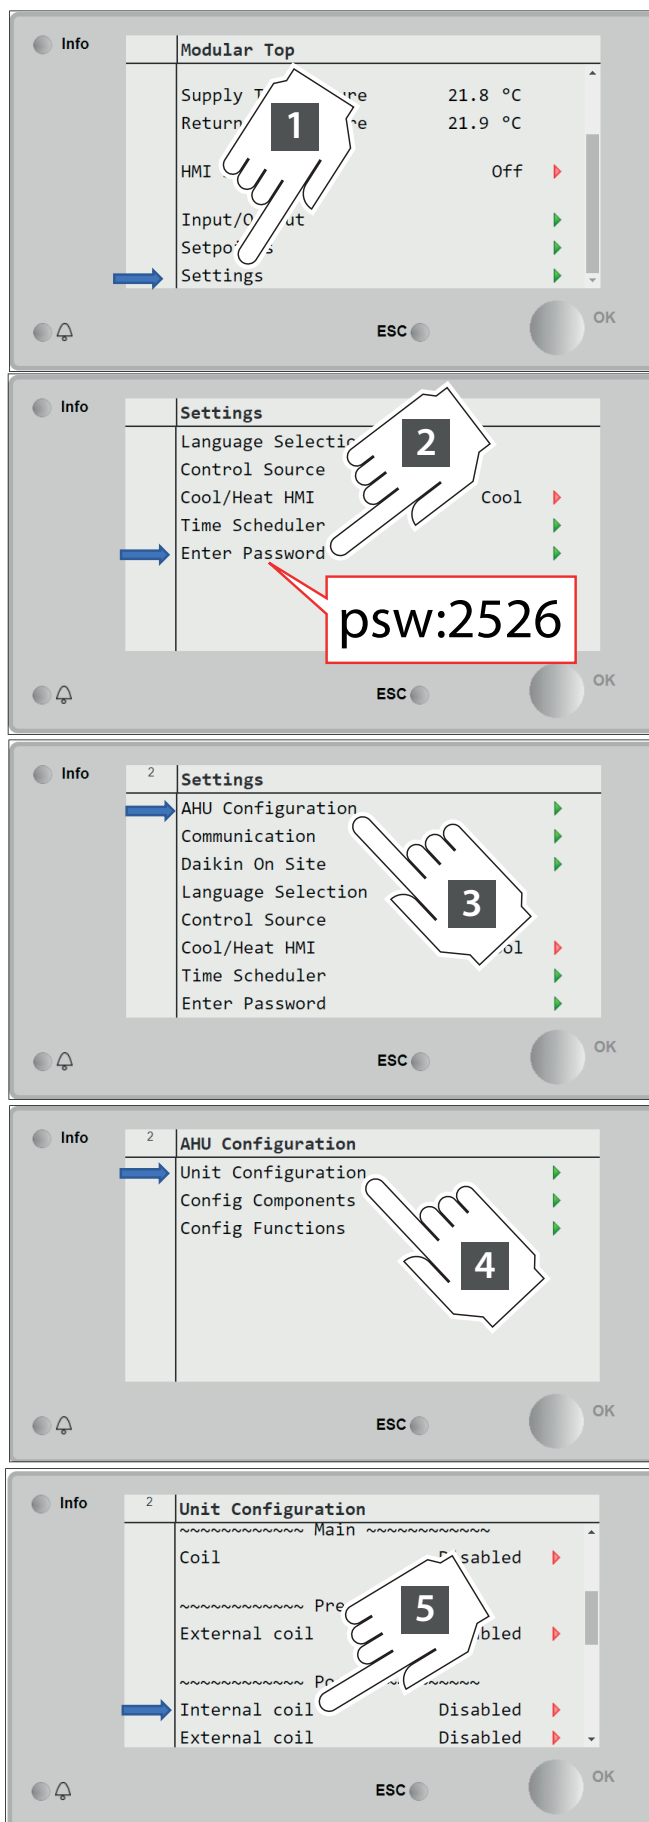 Info
Modular Top
Supply T re 21.8 °C
Return re 21.9 °C
1
HMI Off
Input/O ut
Setpo s
Settings
ESC
OK
Info
Settings
Language Selectio
2
Control Source
Cool/Heat HMI Cool
Time Scheduler
Enter Password
psw:2526
ESC
OK
Info
2
Settings
AHU Configuration
Communication
Daikin On Site
Language Selection
3
Control Source
Cool/Heat HMI ol
Time Scheduler
Enter Password
ESC
OK
Info
2
AHU Configuration
Unit Configuration
Config Components
Config Functions
4
ESC
OK
Info
2
Unit Configuration
~~~~~~~~~~~~ Main ~~~~~~~~~~~~
Coil D sabled
~~~~~~~~~~~~ Pre
5
External coil bled
~~~~~~~~~~~~ Po ~~~~~~~
Internal coil Disabled
External coil Disabled
ESC
OK